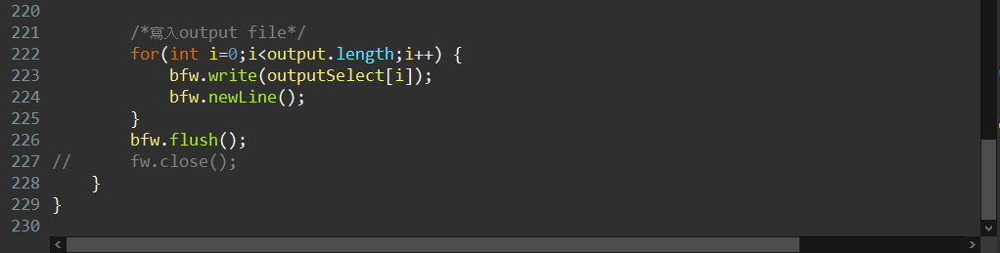 220
221 /*寫入output file*/
222 for(int i=0;i<output.length;i++) {
223 bfw.write(outputSelect[i]);
224 bfw.newLine();
225 }
226 bfw.flush();
227 // fw.close();
228 }
229 }
230